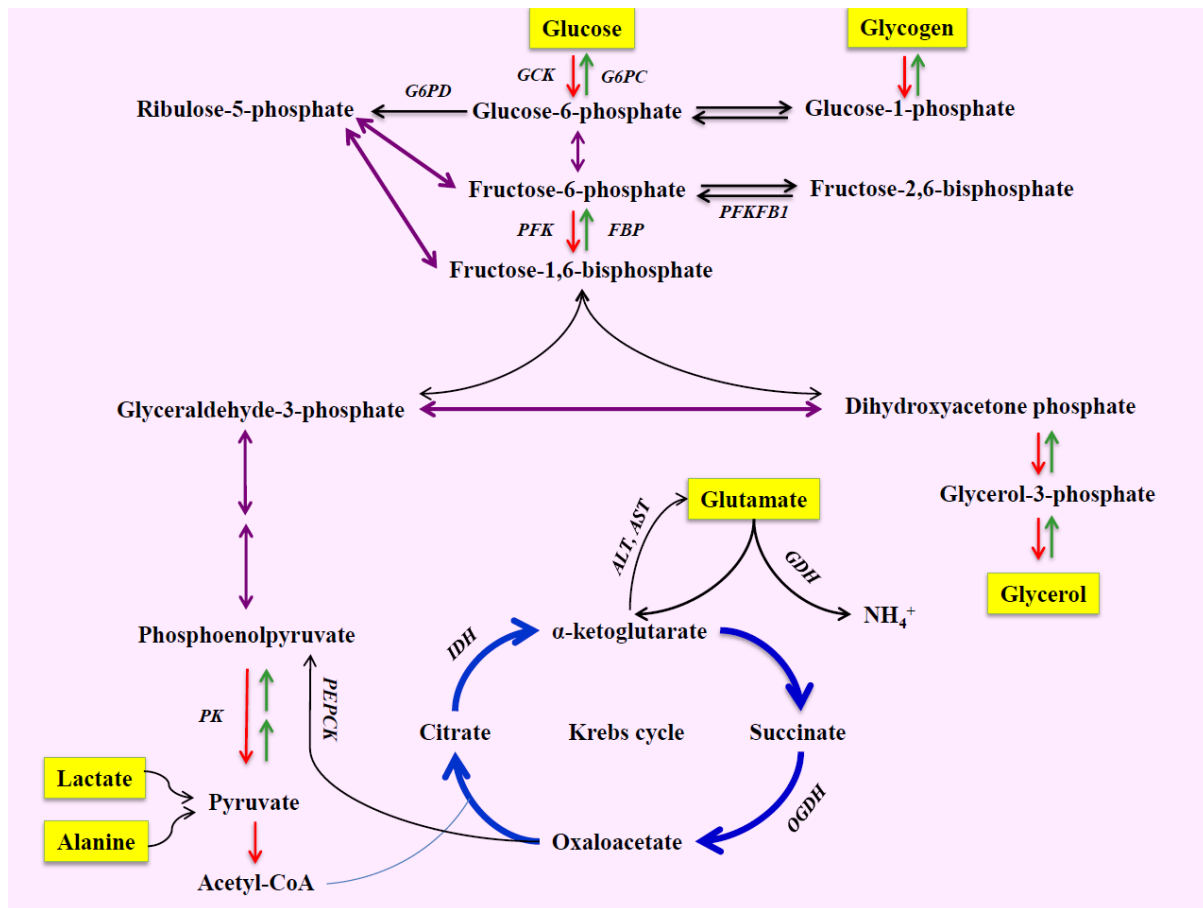 Glucose
Glycogen
GCK
G6PC
G6PD
Ribulose-5-phosphate
Glucose-6-phosphate
Glucose-1-phosphate
Fructose-6-phosphate
Fructose-2,6-bisphosphate
PFKFB1
PFK
FBP
Fructose-1,6-bisphosphate
Glyceraldehyde-3-phosphate
Dihydroxyacetone phosphate
Glutamate
Glycerol-3-phosphate
ALT, AST
GDH
Glycerol
NH₄⁺
Phosphoenolpyruvate
α-ketoglutarate
IDH
PEPCK
PK
Citrate
Krebs cycle
Succinate
Lactate
Pyruvate
OGDH
Alanine
Oxaloacetate
Acetyl-CoA